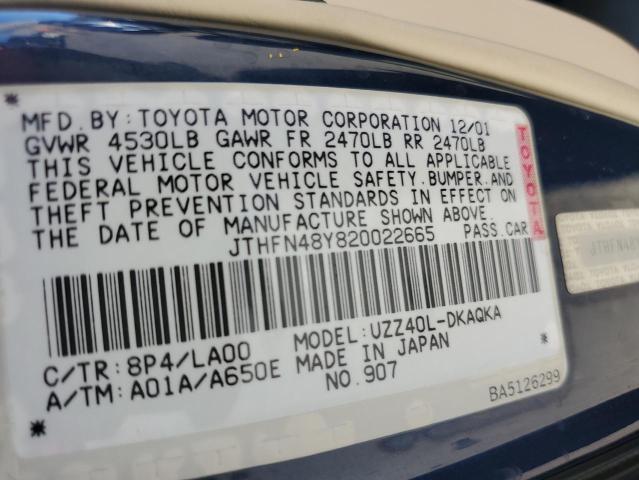 MFD.BY:TOYOTA MOTOR CORPORATION 12/01
GVWR 4530LB GAWR FR 2470LB RR 2470LB
THIS VEHICLE CONFORMS TO ALL APPLICABLE
FEDERAL MOTOR VEHICLE SAFETY,BUMPER,AND
THEFT PREVENTION STANDARDS IN EFFECT ON
THE DATE OF MANUFACTURE SHOWN ABOVE.
JTHFN48Y820022665 PASS.CAR
TOYOTA
C/TR:8P4/LA00 MODEL:UZZ40L-DKAQKA
A/TM:A01A/A650E MADE IN JAPAN
NO.907
BA5126299
JTHFN48